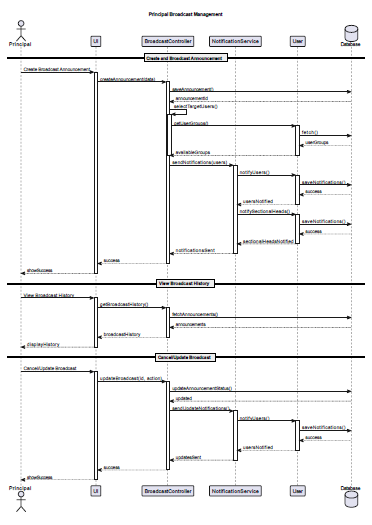 Principal Broadcast Management
Principal UI BroadcastController NotificationService User Database
Create and Broadcast Announcement
Create Broadcast Announcement
createAnnouncement(data)
saveAnnouncement()
announcementId
selectTargetUsers()
getUserGroups()
fetch()
userGroups
availableGroups
sendNotifications(users)
notifyUsers()
saveNotifications()
success
usersNotified
notifySectionalHeads()
saveNotifications()
success
sectionalHeadsNotified
notificationsSent
success
showSuccess
View Broadcast History
View Broadcast History
getBroadcastHistory()
fetchAnnouncements()
announcements
broadcastHistory
displayHistory
Cancel/Update Broadcast
Cancel/Update Broadcast
updateBroadcast(id, action)
updateAnnouncementStatus()
updated
sendUpdateNotifications()
notifyUsers()
saveNotifications()
success
usersNotified
updatesSent
success
showSuccess
Principal UI BroadcastController NotificationService User Database